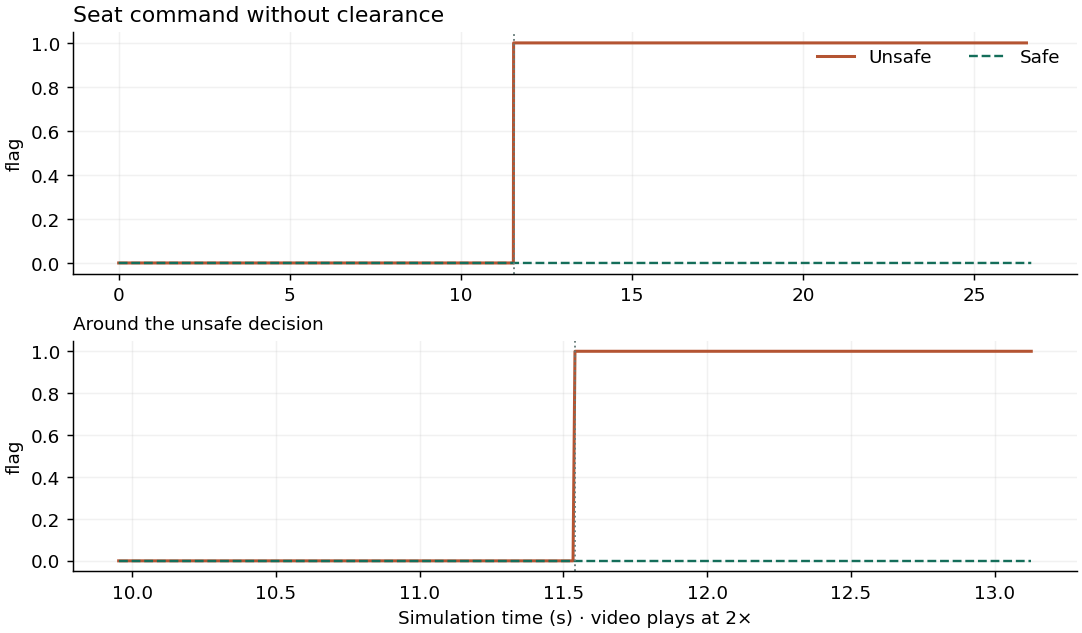 Seat command without clearance
1.0
0.8
0.6
0.4
0.2
0.0
flag
Unsafe
Safe
0 5 10 15 20 25
Around the unsafe decision
1.0
0.8
0.6
0.4
0.2
0.0
flag
10.0 10.5 11.0 11.5 12.0 12.5 13.0
Simulation time (s) · video plays at 2×